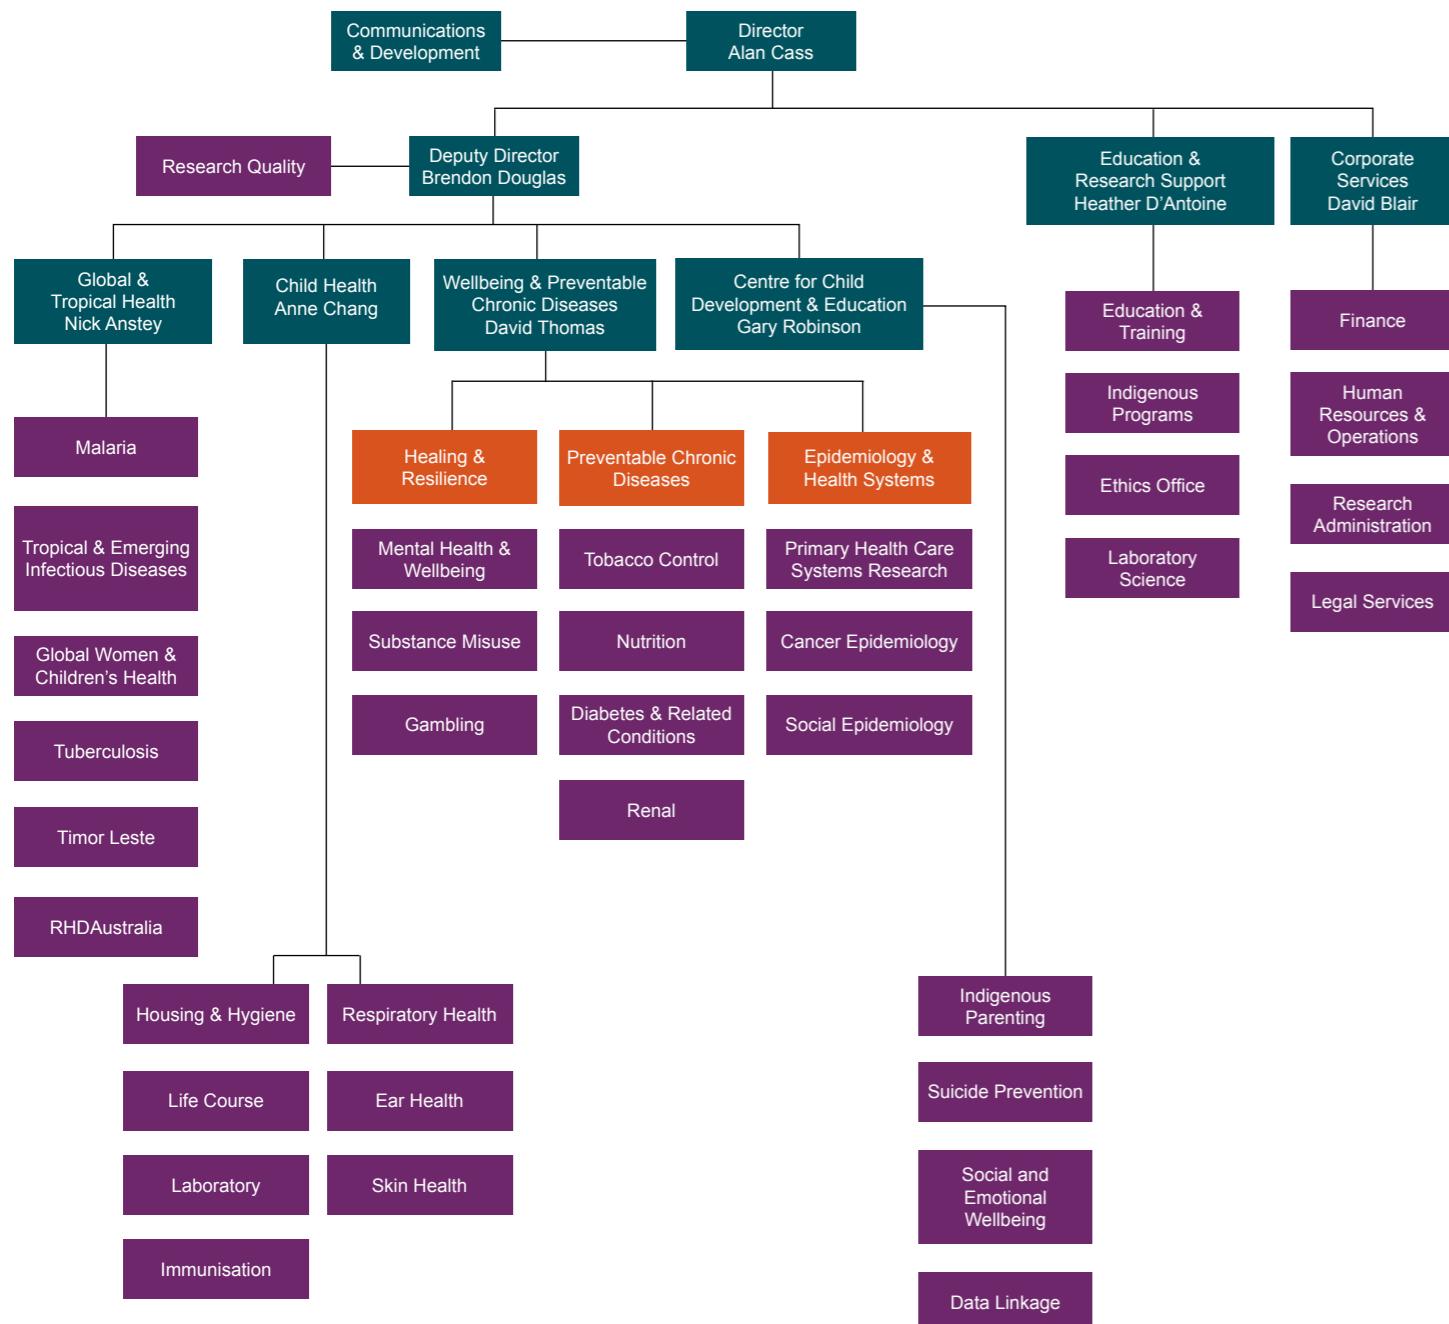 Communications
& Development
Director
Alan Cass
Research Quality
Deputy Director
Brendon Douglas
Education &
Research Support
Heather D’Antoine
Corporate
Services
David Blair
Global &
Tropical Health
Nick Anstey
Child Health
Anne Chang
Wellbeing & Preventable
Chronic Diseases
David Thomas
Centre for Child
Development & Education
Gary Robinson
Education &
Training
Indigenous
Programs
Ethics Office
Laboratory
Science
Finance
Human
Resources &
Operations
Research
Administration
Legal Services
Malaria
Tropical & Emerging
Infectious Diseases
Global Women &
Children’s Health
Tuberculosis
Timor Leste
RHDAustralia
Healing &
Resilience
Mental Health &
Wellbeing
Substance Misuse
Gambling
Preventable Chronic
Diseases
Tobacco Control
Nutrition
Diabetes & Related
Conditions
Renal
Epidemiology &
Health Systems
Primary Health Care
Systems Research
Cancer Epidemiology
Social Epidemiology
Housing & Hygiene
Life Course
Laboratory
Immunisation
Respiratory Health
Ear Health
Skin Health
Indigenous
Parenting
Suicide Prevention
Social and
Emotional
Wellbeing
Data Linkage